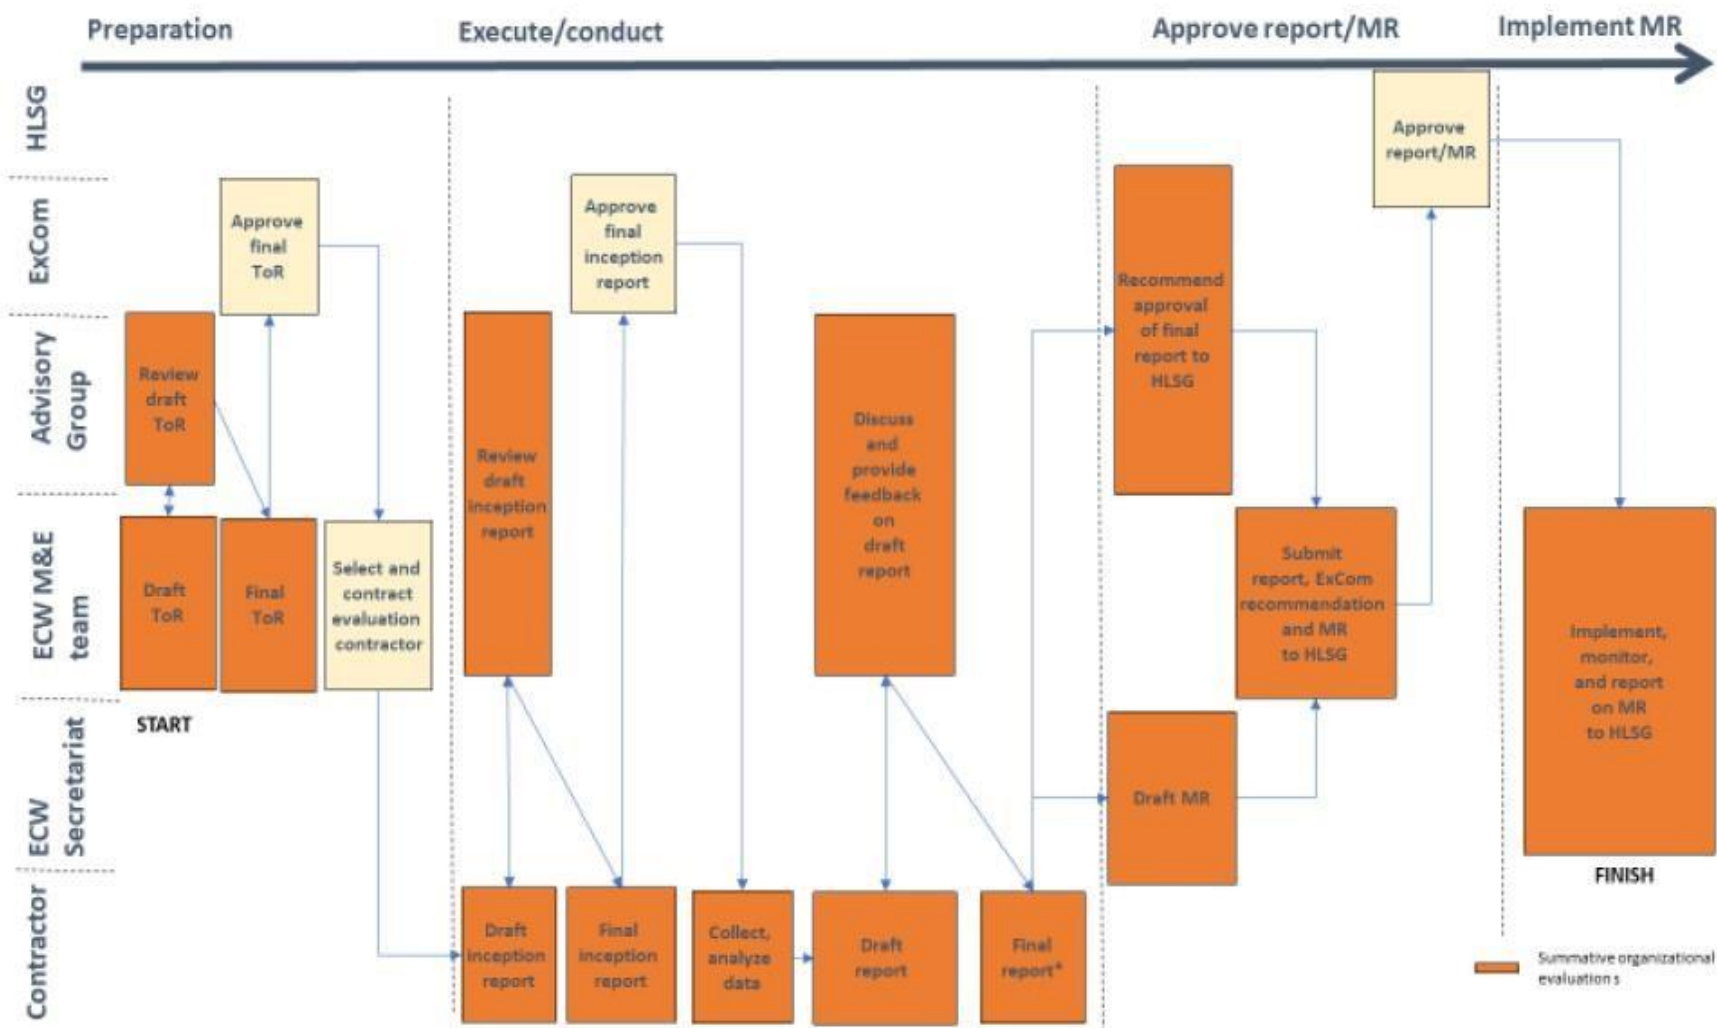 Preparation
Execute/conduct
Approve report/MR
Implement MR
HLSG
ExCom
Advisory
Group
ECW M&E
team
ECW
Secretariat
Contractor
Approve
final
ToR
Review
draft
ToR
Draft
ToR
Final
ToR
Select and
contract
evaluation
contractor
START
Approve
final
inception
report
Review
draft
inception
report
Draft
inception
report
Final
inception
report
Collect,
analyze
data
Discuss
and
provide
feedback
on
draft
report
Draft
report
Final
report*
Recommend
approval
of final
report to
HLSG
Draft MR
Submit
report, ExCom
recommendation
and MR
to HLSG
Approve
report/MR
Implement,
monitor,
and report
on MR
to HLSG
FINISH
Summative organizational
evaluation s